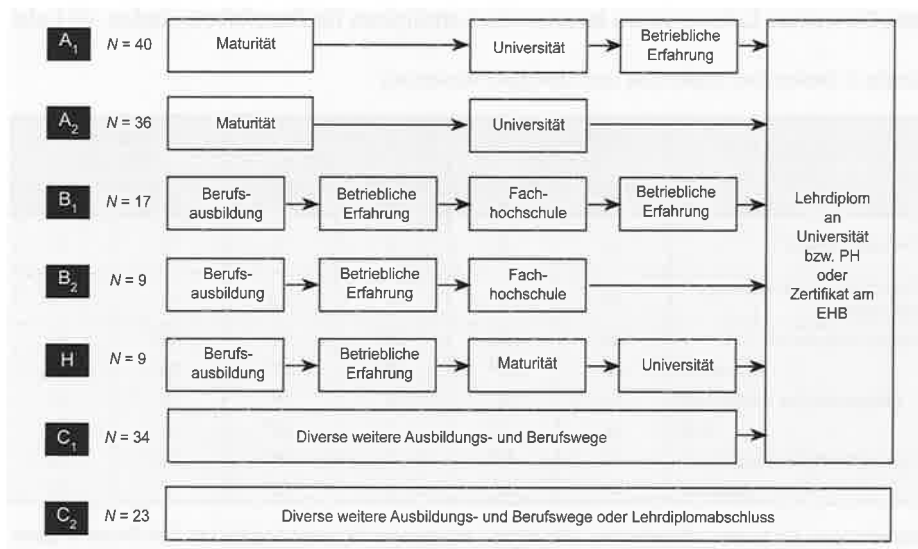 A1 N = 40 Maturität Universität Betriebliche
Erfahrung
A2 N = 36 Maturität Universität
B1 N = 17 Berufs-
ausbildung Betriebliche
Erfahrung Fach-
hochschule Betriebliche
Erfahrung
B2 N = 9 Berufs-
ausbildung Betriebliche
Erfahrung Fach-
hochschule
H N = 9 Berufs-
ausbildung Betriebliche
Erfahrung Maturität Universität
C1 N = 34 Diverse weitere Ausbildungs- und Berufswege
Lehrdiplom
an
Universität
bzw. PH
oder
Zertifikat am
EHB
C2 N = 23 Diverse weitere Ausbildungs- und Berufswege oder Lehrdiplomabschluss